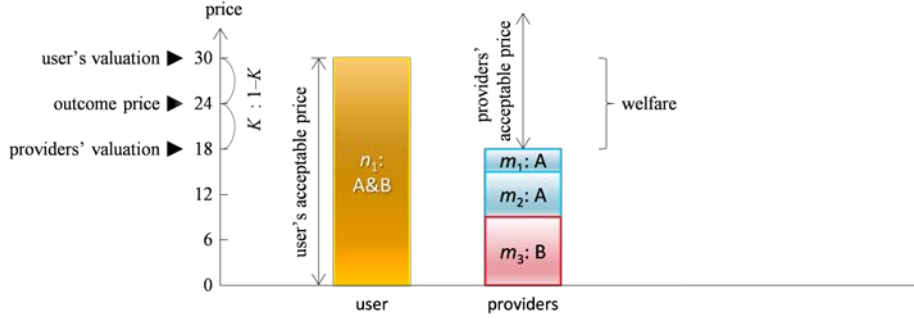 price
user's valuation ▶ 30
outcome price ▶ 24
providers' valuation ▶ 18
12
6
0
K : 1–K
user's acceptable price
n₁:
A&B
providers'
acceptable price
m₁: A
m₂: A
m₃: B
welfare
user
providers